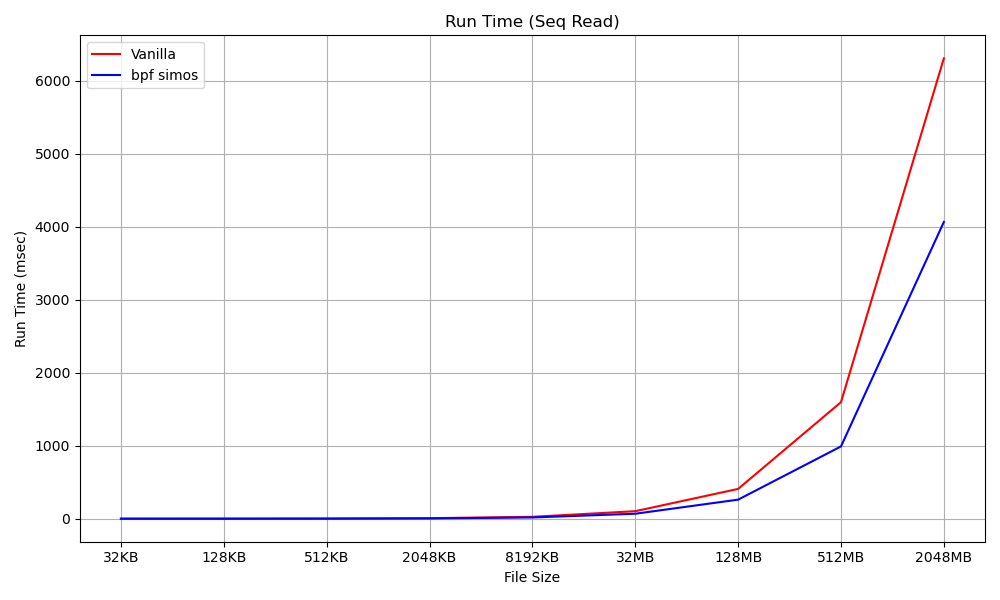 Run Time (Seq Read)
Vanilla
bpf simos
Run Time (msec)
6000
5000
4000
3000
2000
1000
0
32KB 128KB 512KB 2048KB 8192KB 32MB 128MB 512MB 2048MB
File Size